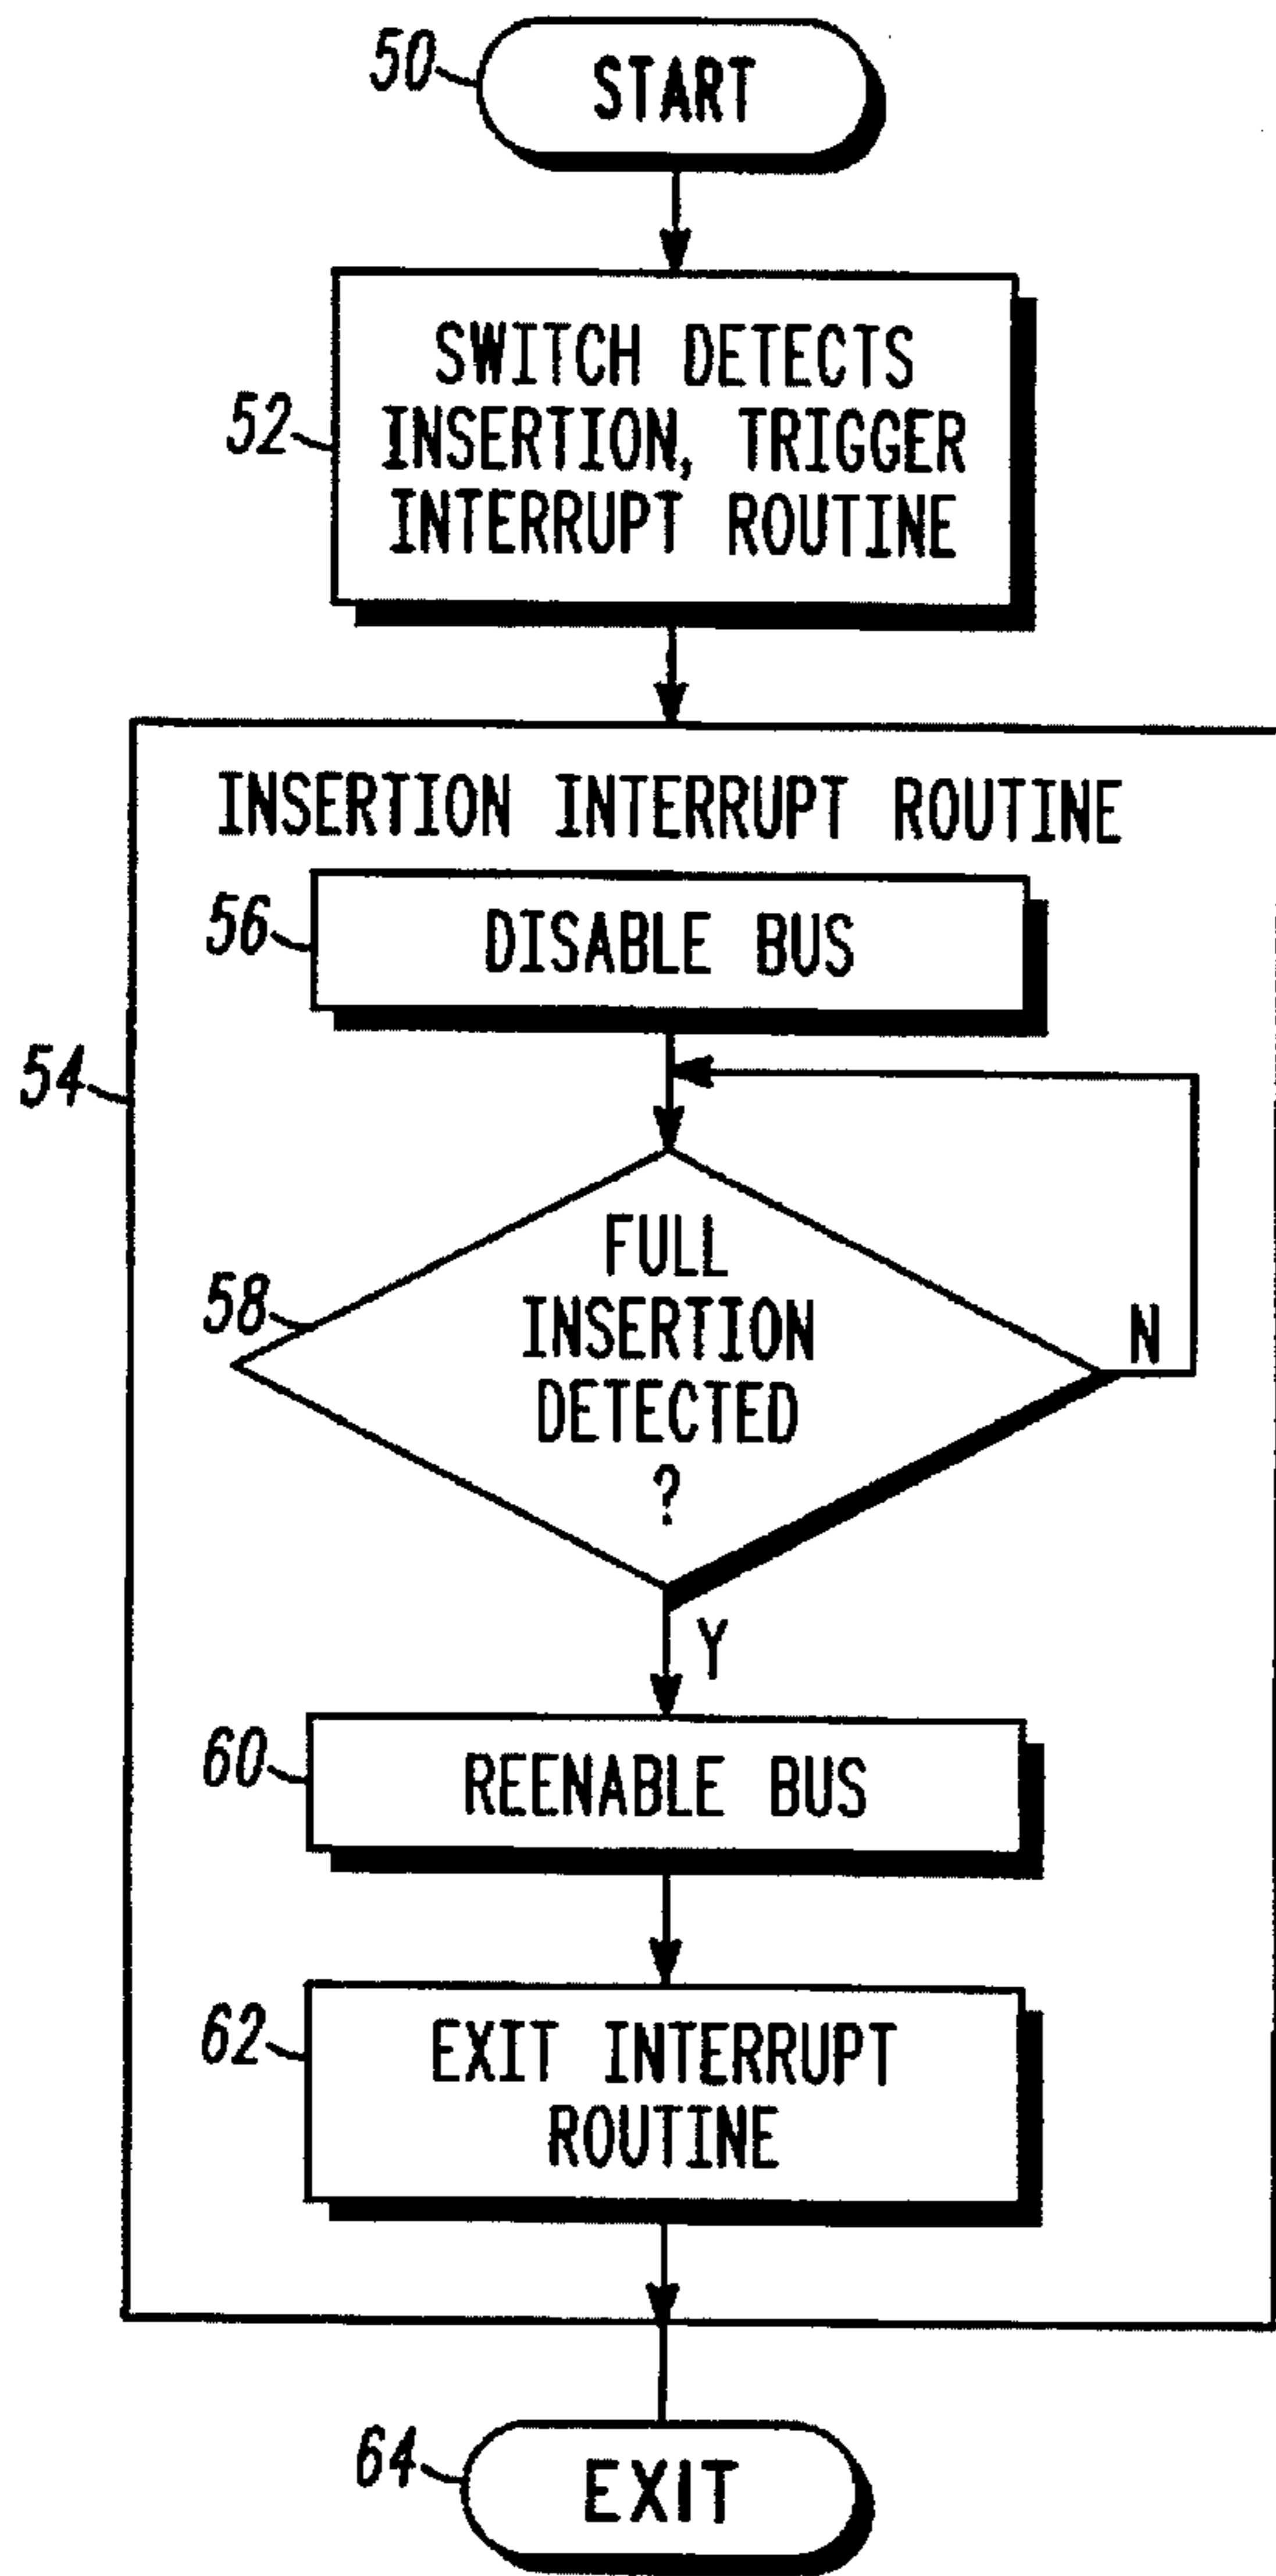 50
START
52
SWITCH DETECTS
INSERTION, TRIGGER
INTERRUPT ROUTINE
INSERTION INTERRUPT ROUTINE
56
DISABLE BUS
54
58
FULL
INSERTION
DETECTED
?
N
Y
60
REENABLE BUS
62
EXIT INTERRUPT
ROUTINE
64
EXIT